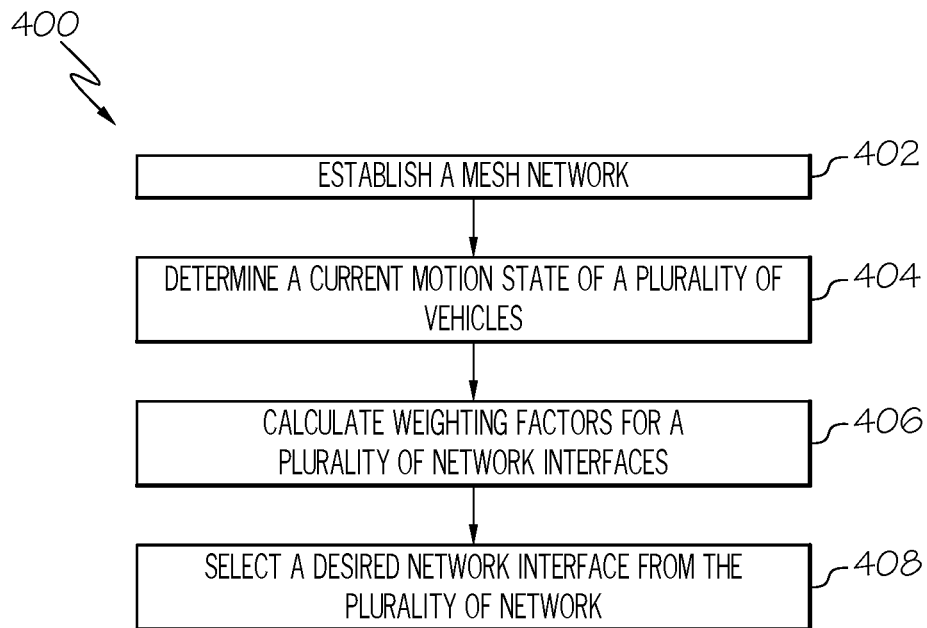 400
ESTABLISH A MESH NETWORK
402
DETERMINE A CURRENT MOTION STATE OF A PLURALITY OF
VEHICLES
404
CALCULATE WEIGHTING FACTORS FOR A
PLURALITY OF NETWORK INTERFACES
406
SELECT A DESIRED NETWORK INTERFACE FROM THE
PLURALITY OF NETWORK
408